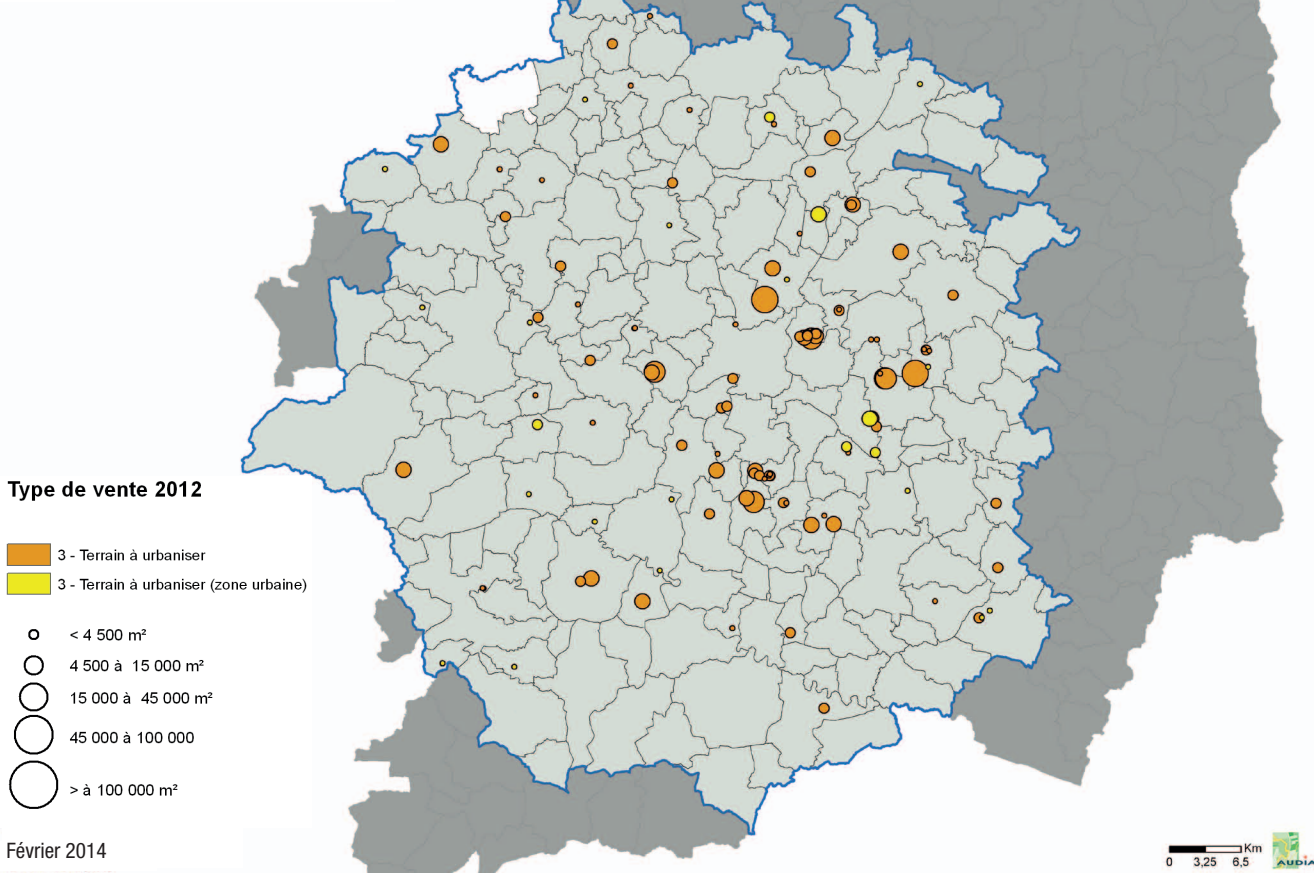 Type de vente 2012
3 - Terrain à urbaniser
3 - Terrain à urbaniser (zone urbaine)
< 4 500 m²
4 500 à 15 000 m²
15 000 à 45 000 m²
45 000 à 100 000
> à 100 000 m²
Février 2014
Km
0 3,25 6,5
AUDIA